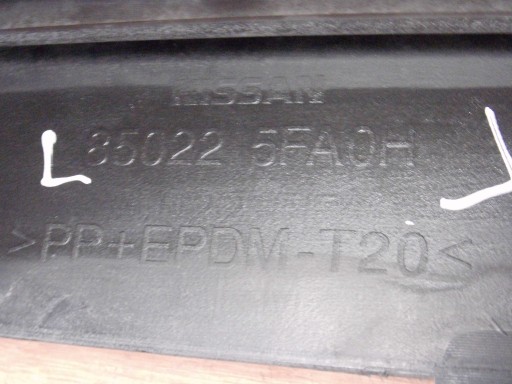 NISSAN
85022 5FA0H
>PP+EPDM-T20<